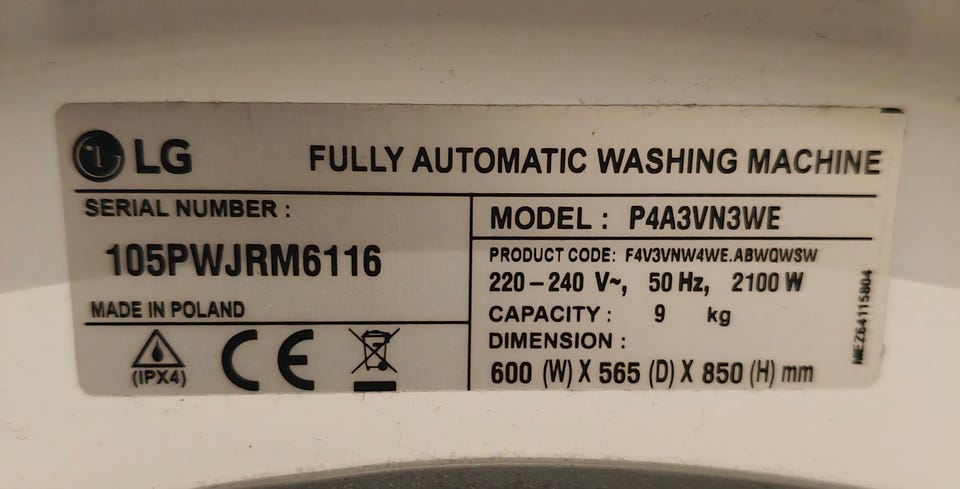 LG FULLY AUTOMATIC WASHING MACHINE
SERIAL NUMBER :
105PWJRM6116
MADE IN POLAND
(IPX4)
CE
MODEL : P4A3VN3WE
PRODUCT CODE: F4V3VNW4WE.ABWQWSW
220–240 V~, 50 Hz, 2100 W
CAPACITY : 9 kg
DIMENSION :
600 (W) X 565 (D) X 850 (H) mm
MEZ64115804